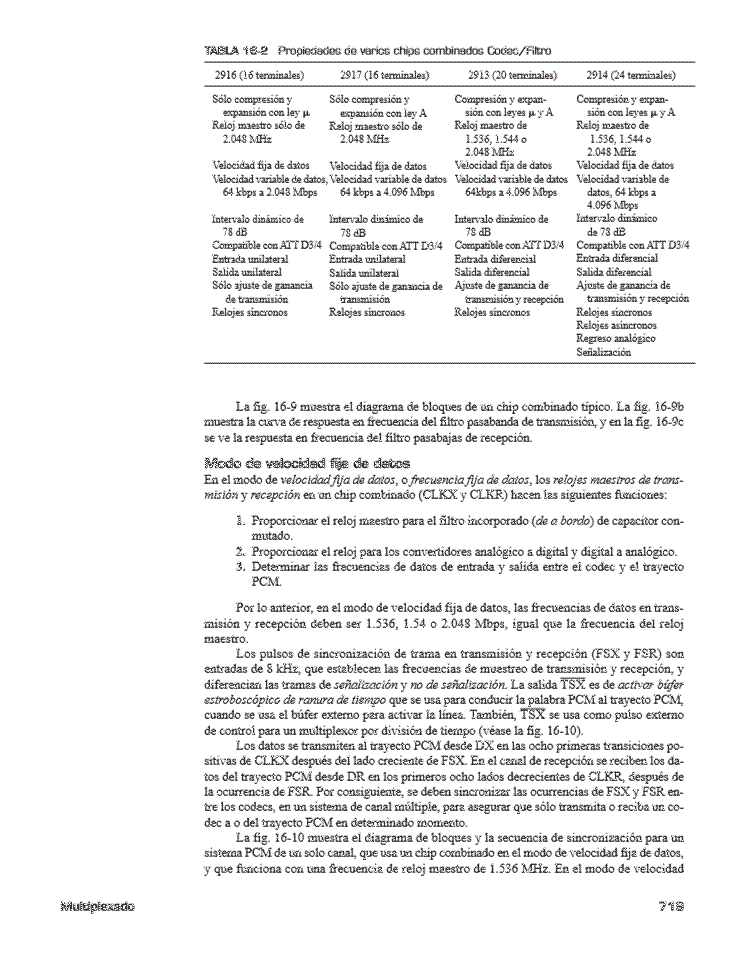 TABLA 16-2 Propiedades de varios chips combinados Codec/Filtro
2916 (16 terminales) 2917 (16 terminales) 2913 (20 terminales) 2914 (24 terminales)
Sólo compresión y Sólo compresión y Compresión y expan- Compresión y expan-
expansión con ley μ expansión con ley A sión con leyes μ y A sión con leyes μ y A
Reloj maestro sólo de Reloj maestro sólo de Reloj maestro de Reloj maestro de
2.048 MHz 2.048 MHz 1.536, 1.544 o 1.536, 1.544 o
2.048 MHz 2.048 MHz
Velocidad fija de datos Velocidad fija de datos Velocidad fija de datos Velocidad fija de datos
Velocidad variable de datos, Velocidad variable de datos Velocidad variable de datos Velocidad variable de
64 kbps a 2.048 Mbps 64 kbps a 4.096 Mbps 64kbps a 4.096 Mbps datos, 64 kbps a
4.096 Mbps
Intervalo dinámico de Intervalo dinámico de Intervalo dinámico de Intervalo dinámico
78 dB 78 dB 78 dB de 78 dB
Compatible con ATT D3/4 Compatible con ATT D3/4 Compatible con ATT D3/4 Compatible con ATT D3/4
Entrada unilateral Entrada unilateral Entrada diferencial Entrada diferencial
Salida unilateral Salida unilateral Salida diferencial Salida diferencial
Sólo ajuste de ganancia Sólo ajuste de ganancia de Ajuste de ganancia de Ajuste de ganancia de
de transmisión transmisión transmisión y recepción transmisión y recepción
Relojes síncronos Relojes síncronos Relojes síncronos Relojes síncronos
Relojes asíncronos
Regreso analógico
Señalización
La fig. 16-9 muestra el diagrama de bloques de un chip combinado típico. La fig. 16-9b
muestra la curva de respuesta en frecuencia del filtro pasabanda de transmisión, y en la fig. 16-9c
se ve la respuesta en frecuencia del filtro pasabajas de recepción.
Modo de velocidad fija de datos
En el modo de velocidad fija de datos, o frecuencia fija de datos, los relojes maestros de trans-
misión y recepción en un chip combinado (CLKX y CLKR) hacen las siguientes funciones:
1. Proporcionar el reloj maestro para el filtro incorporado (de a bordo) de capacitor con-
mutado.
2. Proporcionar el reloj para los convertidores analógico a digital y digital a analógico.
3. Determinar las frecuencias de datos de entrada y salida entre el codec y el trayecto
PCM.
Por lo anterior, en el modo de velocidad fija de datos, las frecuencias de datos en trans-
misión y recepción deben ser 1.536, 1.54 o 2.048 Mbps, igual que la frecuencia del reloj
maestro.
Los pulsos de sincronización de trama en transmisión y recepción (FSX y FSR) son
entradas de 8 kHz, que establecen las frecuencias de muestreo de transmisión y recepción, y
diferencian las tramas de señalización y no de señalización. La salida T̅S̅X̅ es de activar búfer
estroboscópico de ranura de tiempo que se usa para conducir la palabra PCM al trayecto PCM,
cuando se usa el búfer externo para activar la línea. También, T̅S̅X̅ se usa como pulso externo
de control para un multiplexor por división de tiempo (véase la fig. 16-10).
Los datos se transmiten al trayecto PCM desde DX en las ocho primeras transiciones po-
sitivas de CLKX después del lado creciente de FSX. En el canal de recepción se reciben los da-
tos del trayecto PCM desde DR en los primeros ocho lados decrecientes de CLKR, después de
la ocurrencia de FSR. Por consiguiente, se deben sincronizar las ocurrencias de FSX y FSR en-
tre los codecs, en un sistema de canal múltiple, para asegurar que sólo transmita o reciba un co-
dec a o del trayecto PCM en determinado momento.
La fig. 16-10 muestra el diagrama de bloques y la secuencia de sincronización para un
sistema PCM de un solo canal, que usa un chip combinado en el modo de velocidad fija de datos,
y que funciona con una frecuencia de reloj maestro de 1.536 MHz. En el modo de velocidad
Multiplexado 713